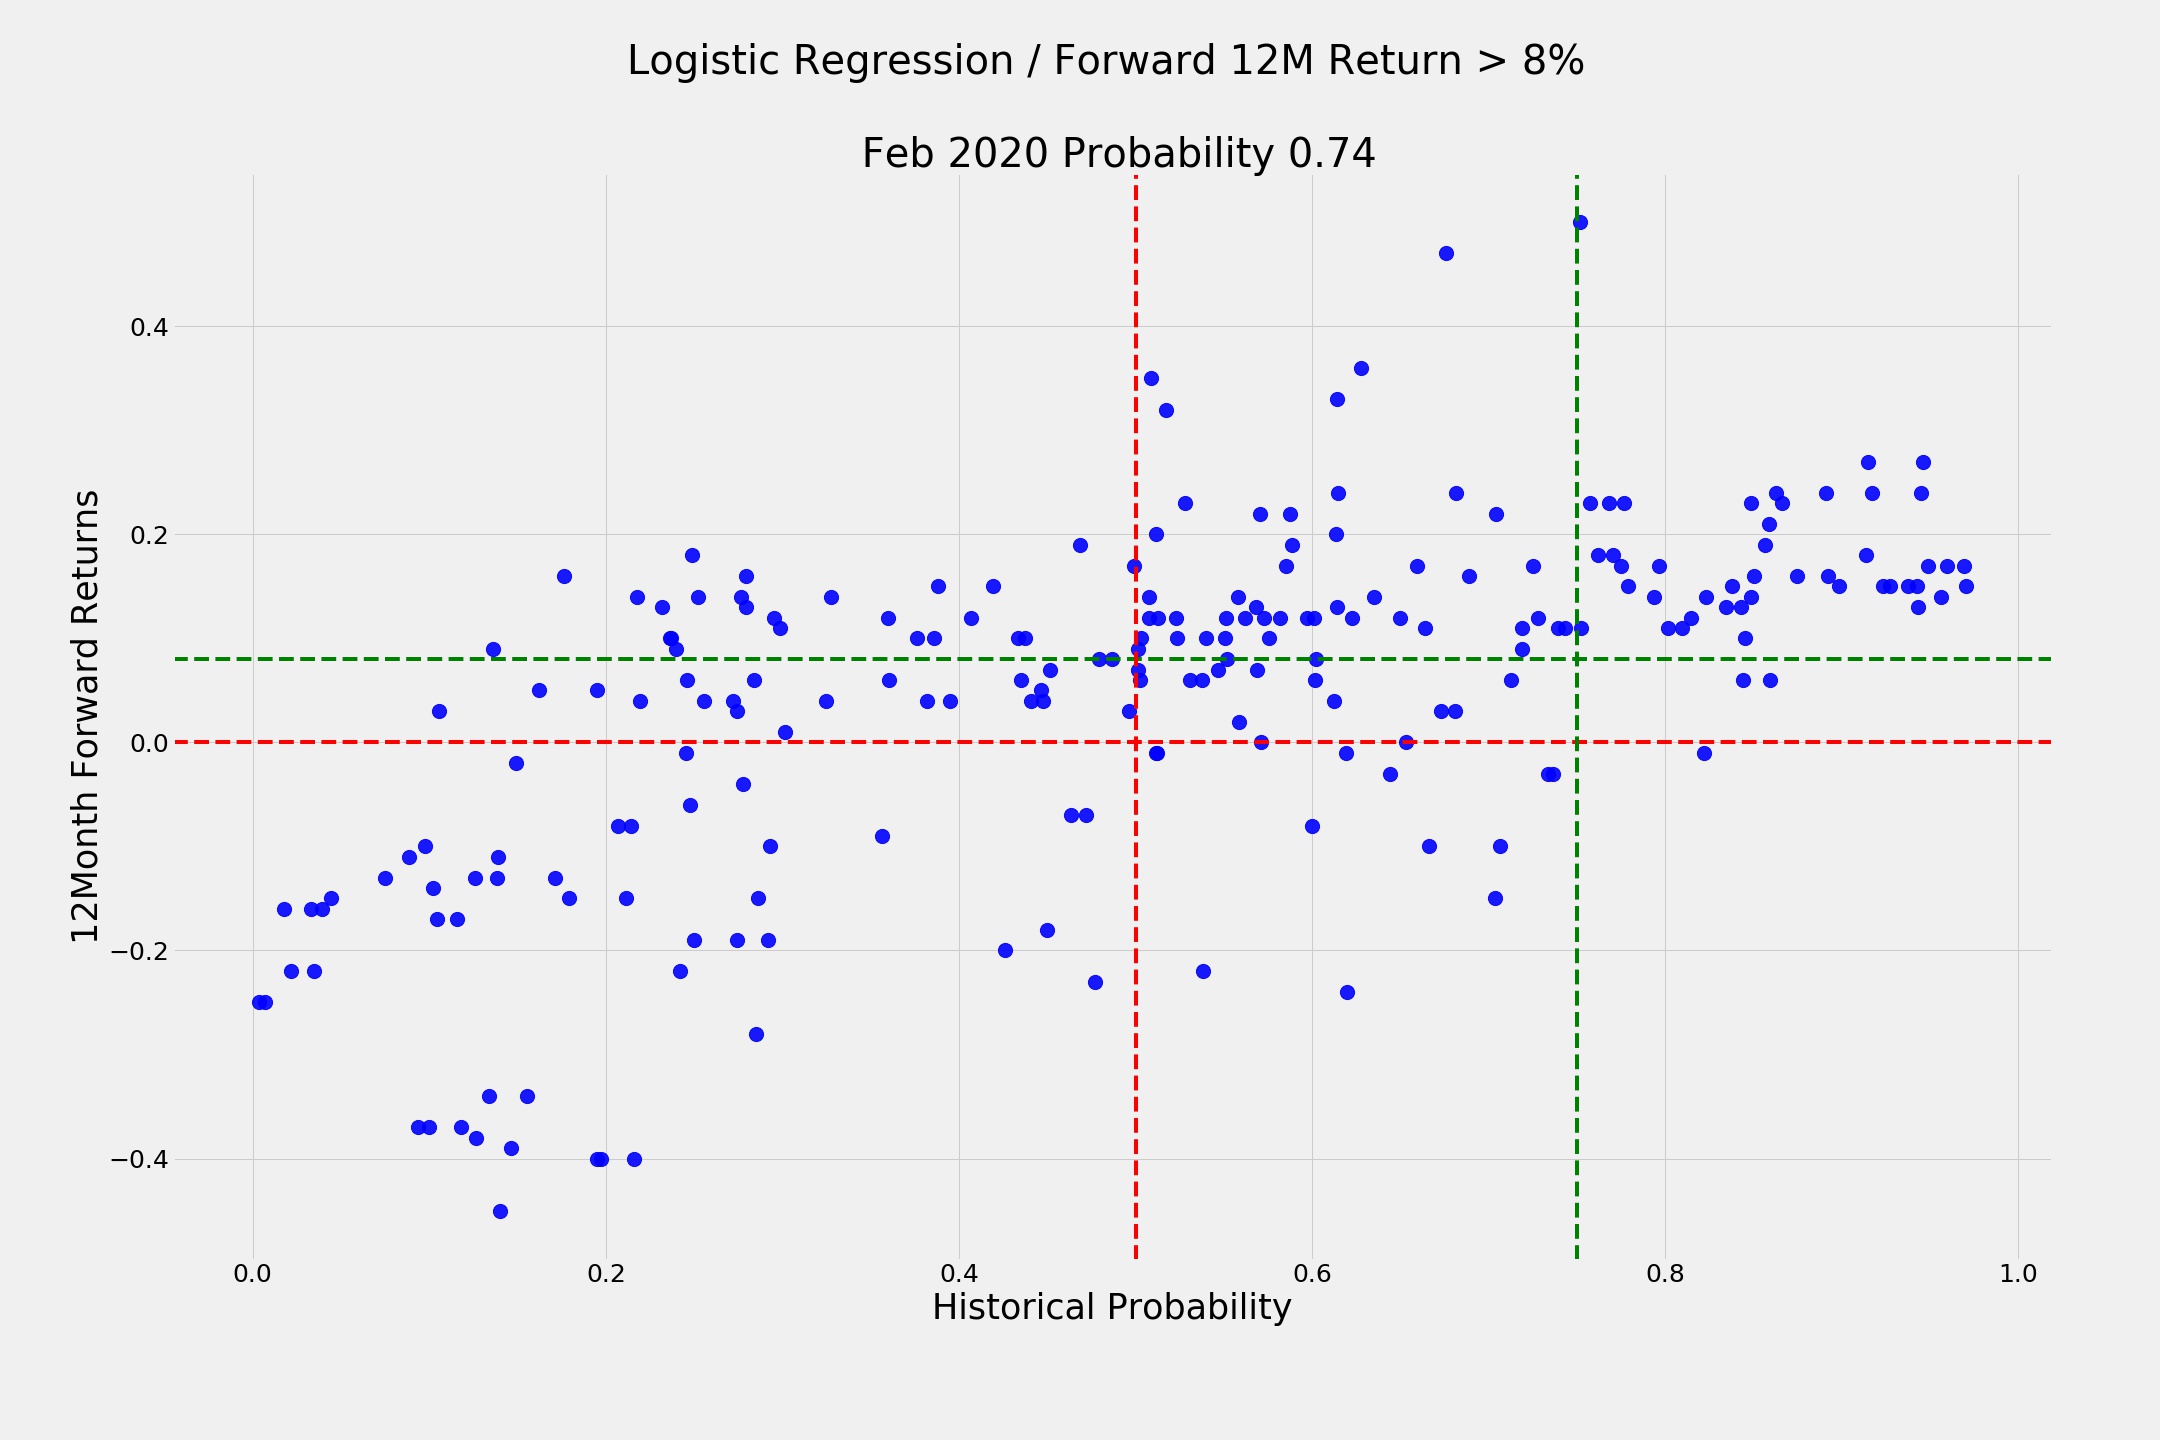 Logistic Regression / Forward 12M Return > 8%
Feb 2020 Probability 0.74
12Month Forward Returns
0.4
0.2
0.0
−0.2
−0.4
0.0 0.2 0.4 0.6 0.8 1.0
Historical Probability